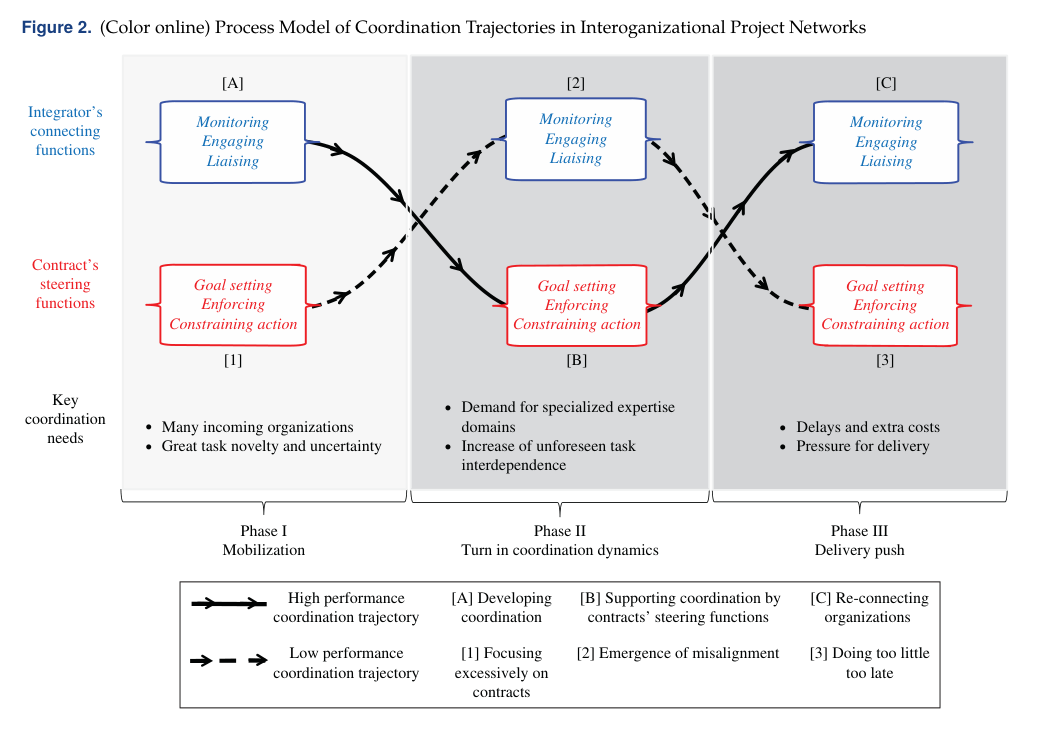 Figure 2. (Color online) Process Model of Coordination Trajectories in Interoganizational Project Networks
[A]
[2]
[C]
Integrator's
connecting
functions
Monitoring
Engaging
Liaising
Monitoring
Engaging
Liaising
Monitoring
Engaging
Liaising
Contract's
steering
functions
Goal setting
Enforcing
Constraining action
Goal setting
Enforcing
Constraining action
Goal setting
Enforcing
Constraining action
[1]
[B]
[3]
Key
coordination
needs
• Many incoming organizations
• Great task novelty and uncertainty
• Demand for specialized expertise
domains
• Increase of unforeseen task
interdependence
• Delays and extra costs
• Pressure for delivery
Phase I
Mobilization
Phase II
Turn in coordination dynamics
Phase III
Delivery push
High performance
coordination trajectory
[A] Developing
coordination
[B] Supporting coordination by
contracts' steering functions
[C] Re-connecting
organizations
Low performance
coordination trajectory
[1] Focusing
excessively on
contracts
[2] Emergence of misalignment
[3] Doing too little
too late